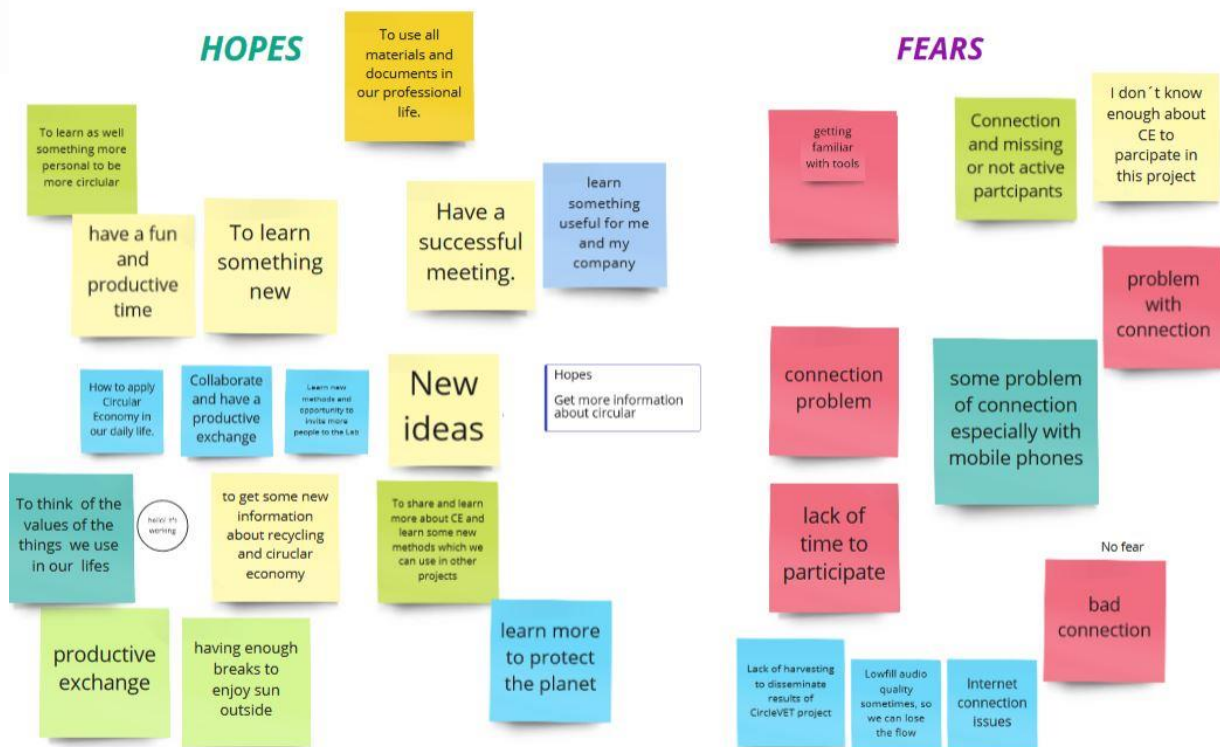 HOPES
To use all
materials and
documents in
our professional
life.
To learn as well
something more
personal to be
more circlular
have a fun
and
productive
time
To learn
something
new
Have a
successful
meeting.
learn
something
useful for me
and my
company
How to apply
Circular
Economy in
our daily life.
Collaborate
and have a
productive
exchange
Learn new
methods and
opportunity to
invite more
people to the Lab
New
ideas
Hopes
Get more information
about circular
To think of the
values of the
things we use
in our lifes
hello! it's
working
to get some new
information
about recycling
and ciruclar
economy
To share and learn
more about CE and
learn some new
methods which we
can use in other
projects
productive
exchange
having enough
breaks to
enjoy sun
outside
learn more
to protect
the planet
FEARS
getting
familiar
with tools
Connection
and missing
or not active
partcipants
I don´t know
enough about
CE to
parcipate in
this project
problem
with
connection
connection
problem
some problem
of connection
especially with
mobile phones
lack of
time to
participate
No fear
bad
connection
Lack of harvesting
to disseminate
results of
CircleVET project
Lowfill audio
quality
sometimes, so
we can lose
the flow
Internet
connection
issues